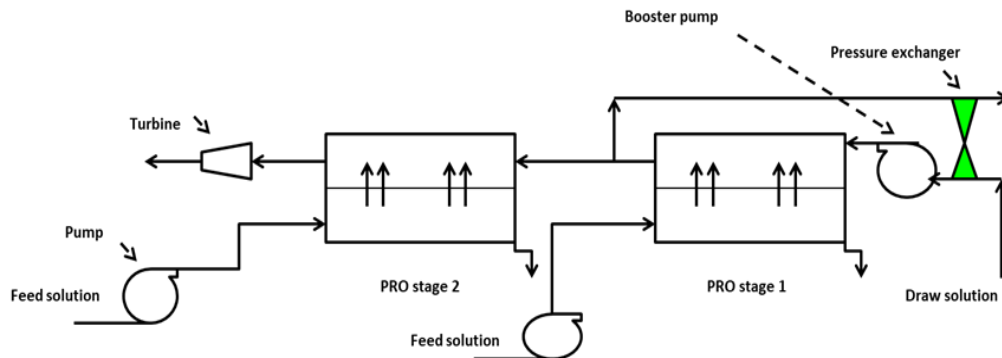 Booster pump
Pressure exchanger
Turbine
Pump
Feed solution
PRO stage 2
PRO stage 1
Draw solution
Feed solution